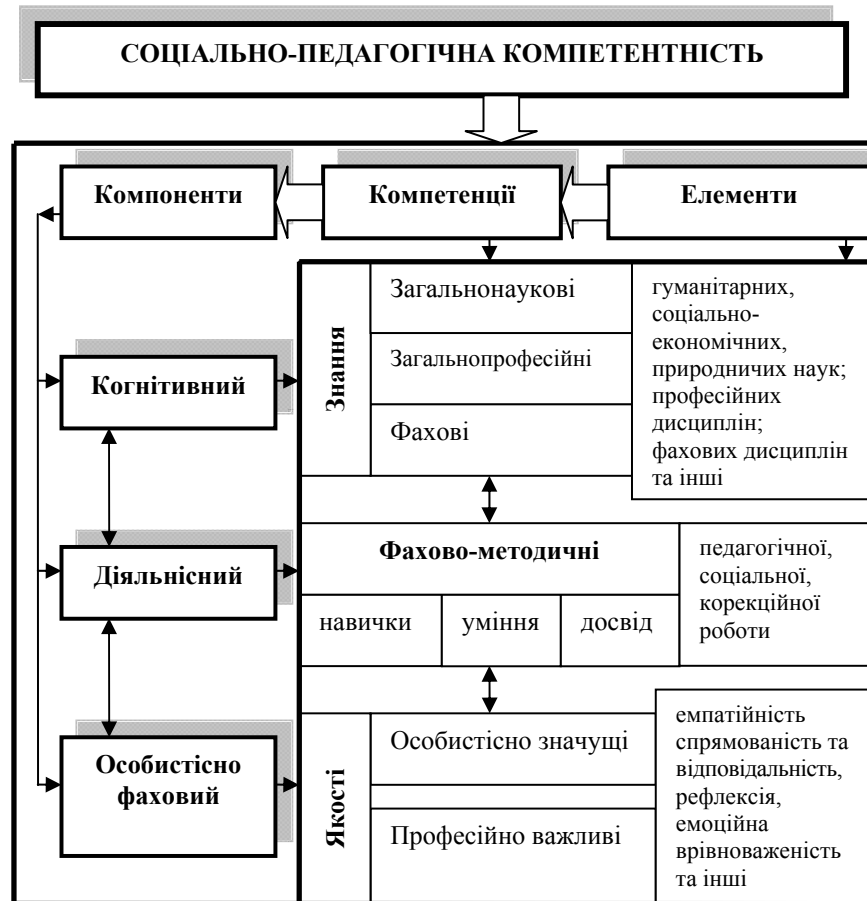 СОЦІАЛЬНО-ПЕДАГОГІЧНА КОМПЕТЕНТНІСТЬ
Компоненти
Компетенції
Елементи
Когнитивний
Знання
Загальнонаукові
Загальнопрофесійні
Фахові
гуманітарних,
соціально-
економічних,
природничих наук;
професійних
дисциплін;
фахових дисциплін
та інші
Діяльнісний
Фахово-методичні
навички
уміння
досвід
педагогічної,
соціальної,
корекційної
роботи
Особистісно
фаховий
Якості
Особистісно значущі
Професійно важливі
емпатійність
спрямованість та
відповідальність,
рефлексія,
емоційна
врівноваженість
та інші